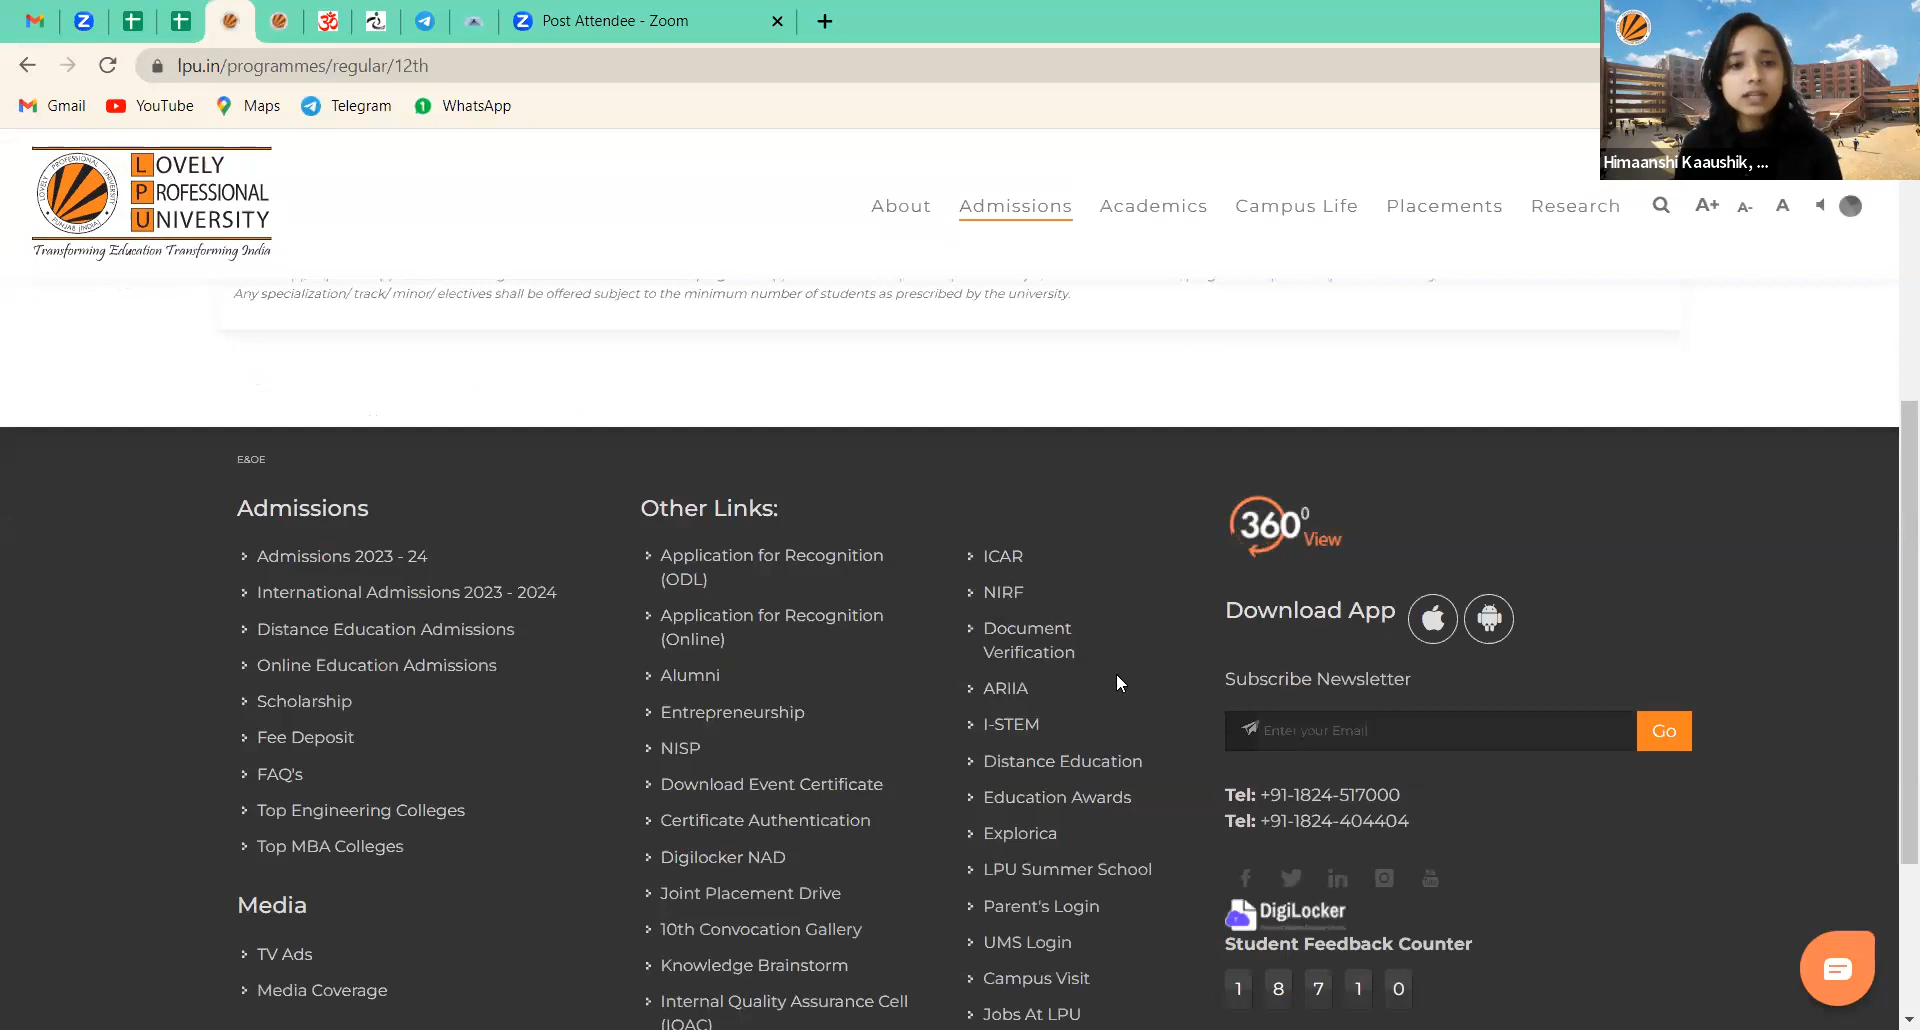 Post Attendee - Zoom
lpu.in/programmes/regular/12th
Gmail
YouTube
Maps
Telegram
1
WhatsApp
LOVELY
PROFESSIONAL
UNIVERSITY
Transforming Education Transforming India
About
Admissions
Academics
Campus Life
Placements
Research
A+
A-
A
Himaanshi Kaaushik, ...
Any specialization/ track/ minor/ electives shall be offered subject to the minimum number of students as prescribed by the university.
E&OE
Admissions
Admissions 2023 - 24
International Admissions 2023 - 2024
Distance Education Admissions
Online Education Admissions
Scholarship
Fee Deposit
FAQ's
Top Engineering Colleges
Top MBA Colleges
Media
TV Ads
Media Coverage
Other Links:
Application for Recognition
(ODL)
Application for Recognition
(Online)
Alumni
Entrepreneurship
NISP
Download Event Certificate
Certificate Authentication
Digilocker NAD
Joint Placement Drive
10th Convocation Gallery
Knowledge Brainstorm
Internal Quality Assurance Cell
(IQAC)
ICAR
NIRF
Document
Verification
ARIIA
I-STEM
Distance Education
Education Awards
Explorica
LPU Summer School
Parent's Login
UMS Login
Campus Visit
Jobs At LPU
360°
View
Download App
Subscribe Newsletter
Enter your Email
Go
Tel: +91-1824-517000
Tel: +91-1824-404404
DigiLocker
Student Feedback Counter
1 8 7 1 0